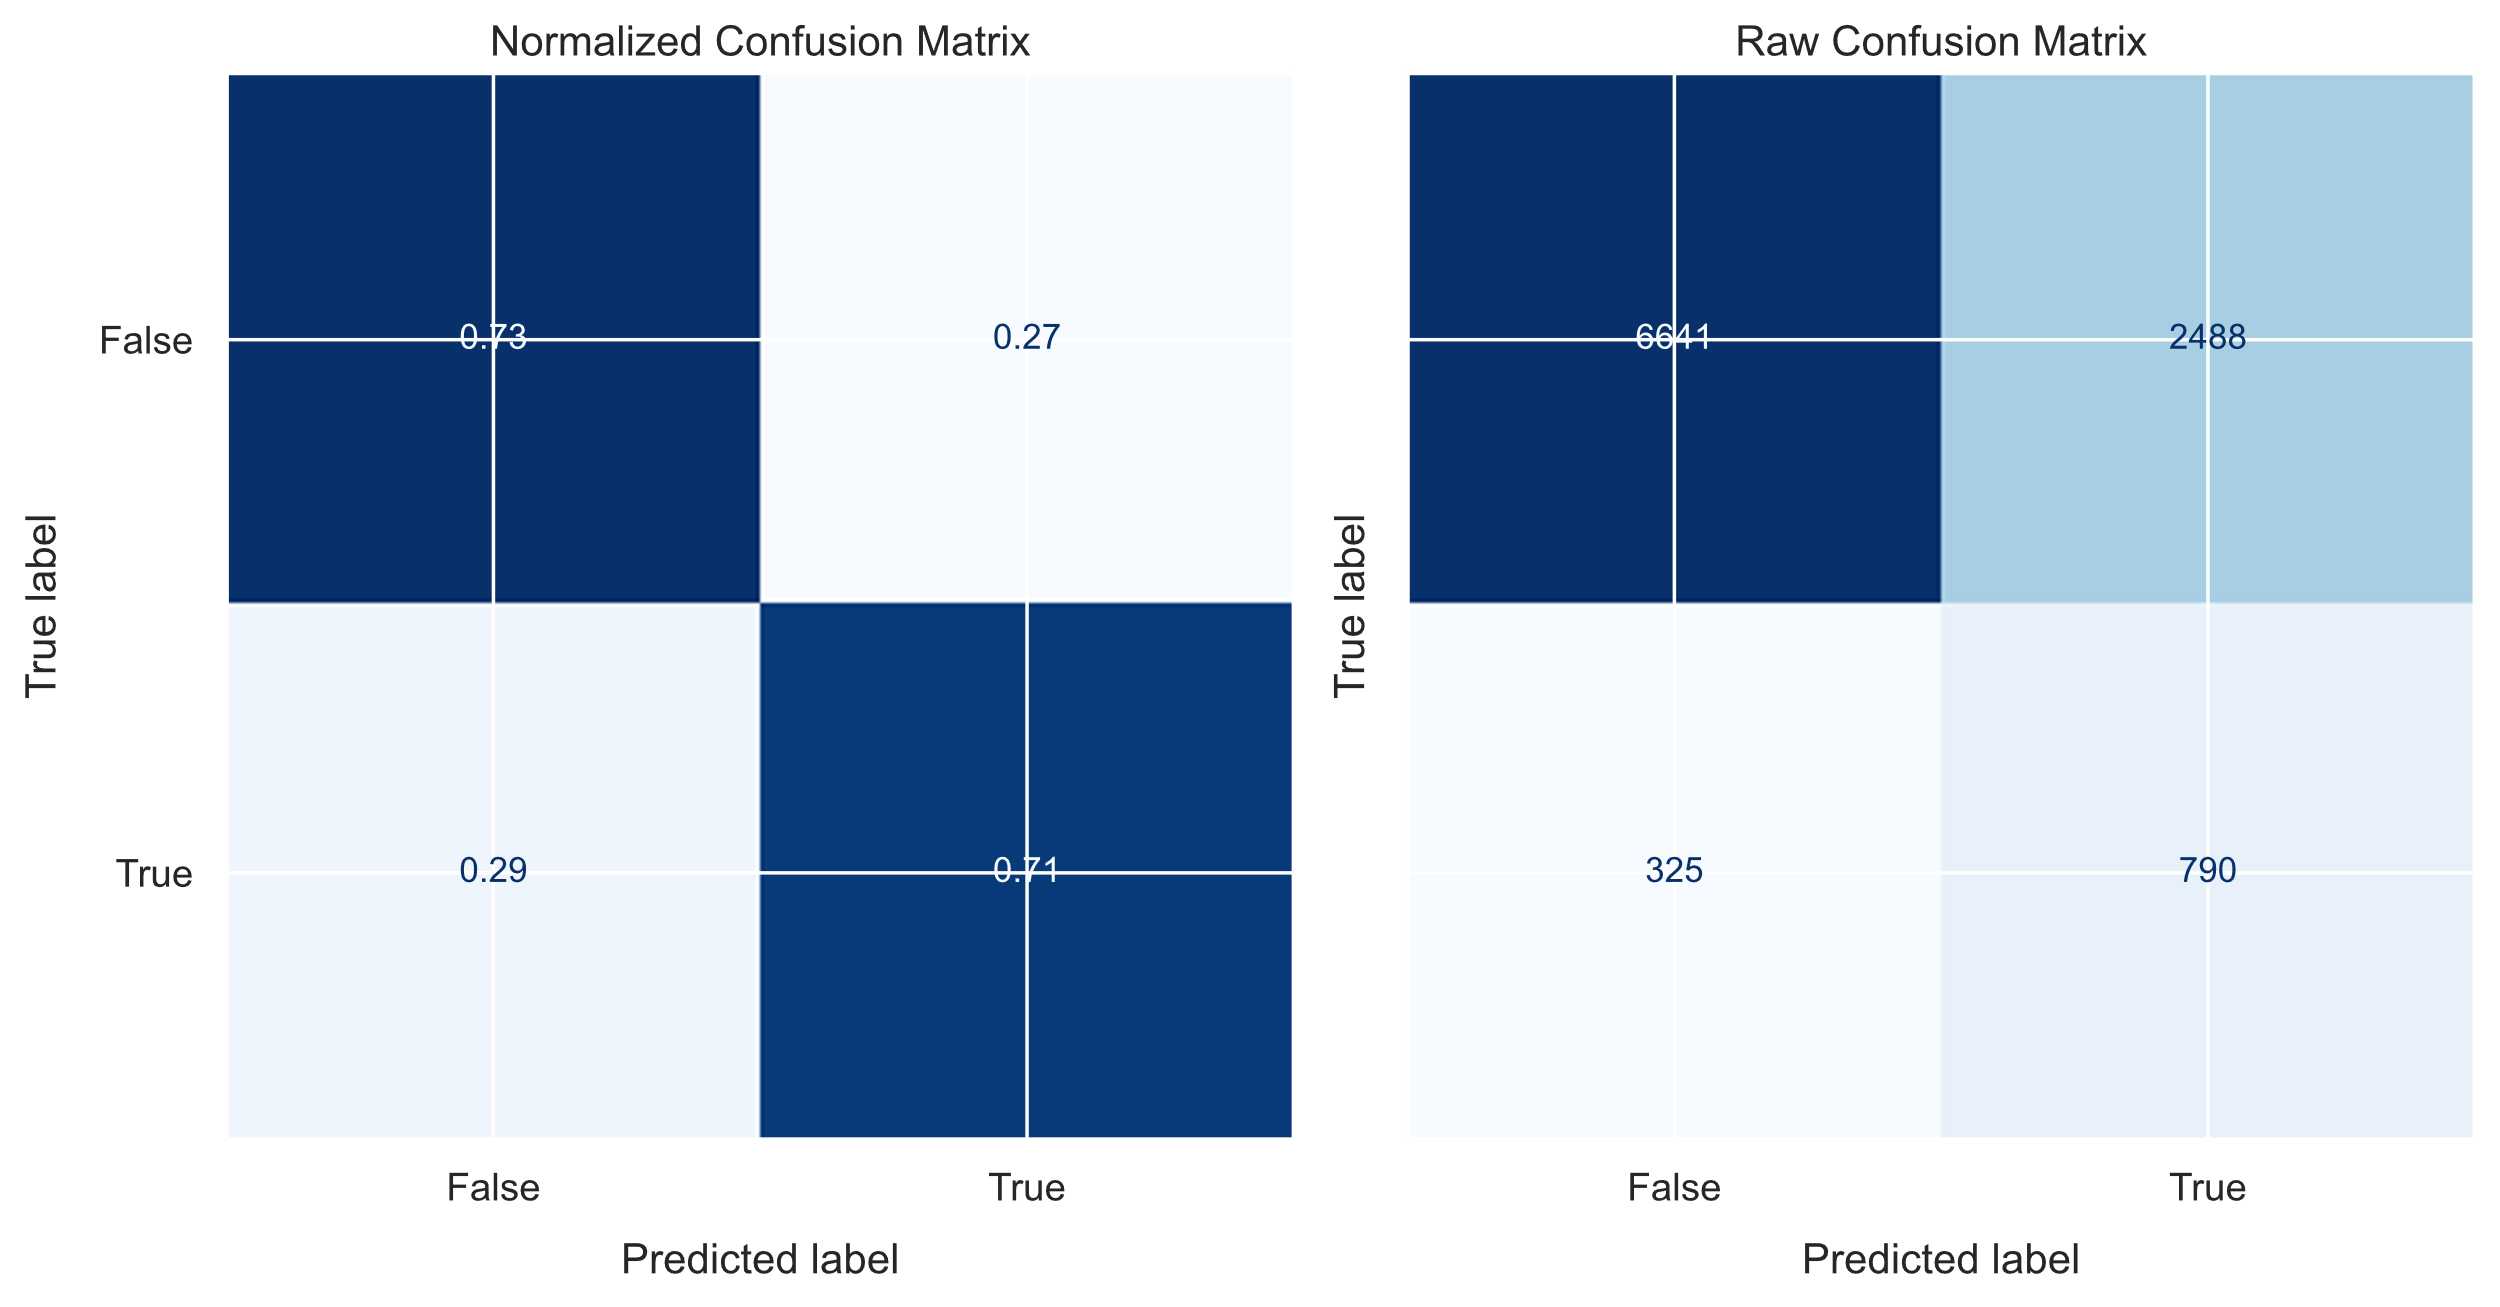 Normalized Confusion Matrix
Raw Confusion Matrix
False
0.73
0.27
6641
2488
True label
True label
True
0.29
0.71
325
790
False
True
False
True
Predicted label
Predicted label